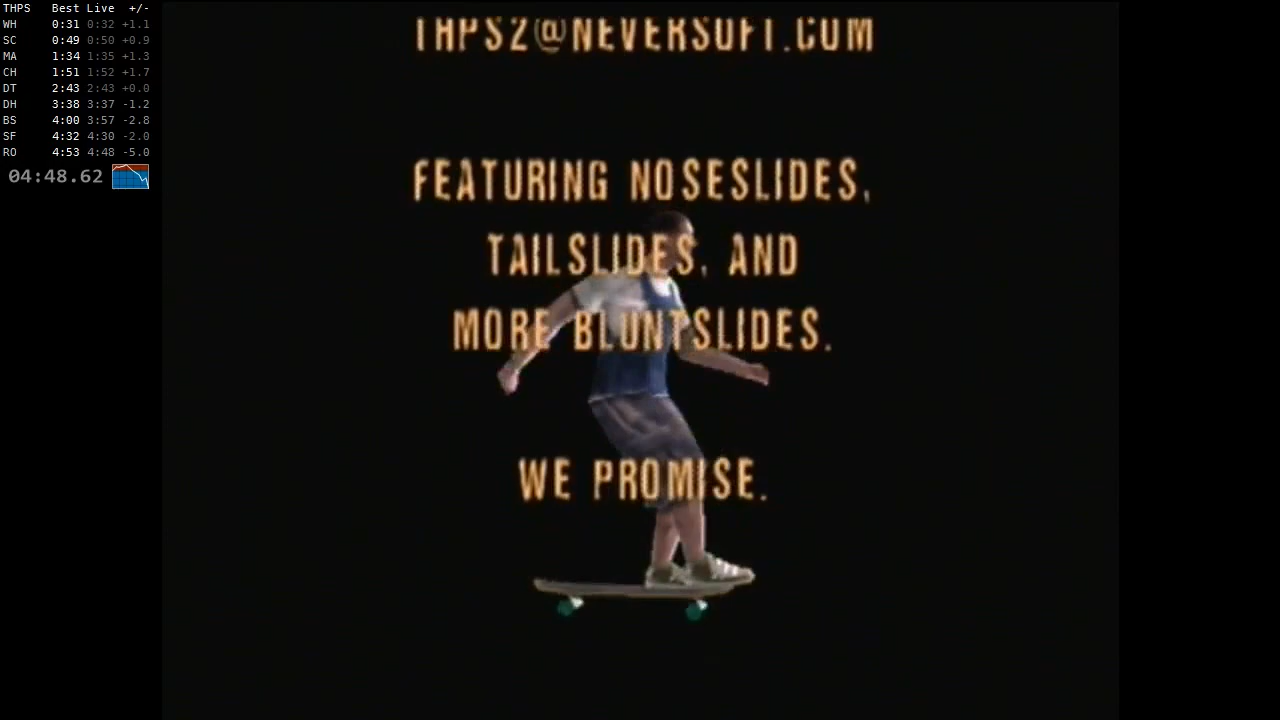 THPS Best Live +/-
WH 0:31 0:32 +1.1
SC 0:49 0:50 +0.9
MA 1:34 1:35 +1.3
CH 1:51 1:52 +1.7
DT 2:43 2:43 +0.0
DH 3:38 3:37 -1.2
BS 4:00 3:57 -2.8
SF 4:32 4:30 -2.0
RO 4:53 4:48 -5.0
04:48.62
THPS2@NEVERSOFT.COM
FEATURING NOSESLIDES,
TAILSLIDES, AND
MORE BLUNTSLIDES.
WE PROMISE.